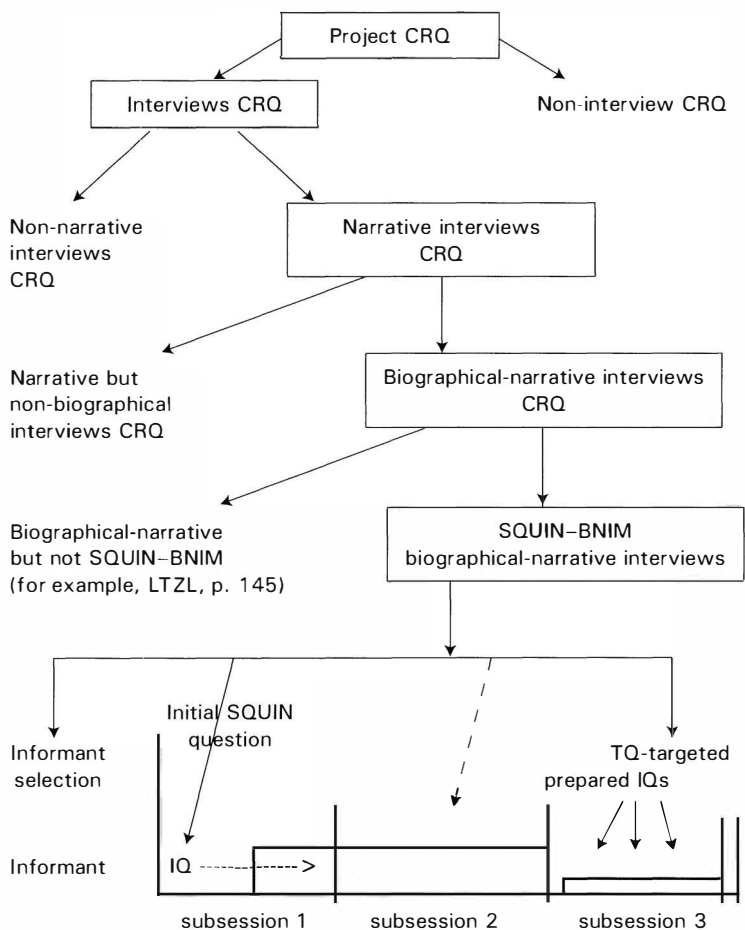 Project CRQ
Interviews CRQ
Non-interview CRQ
Non-narrative
interviews
CRQ
Narrative interviews
CRQ
Narrative but
non-biographical
interviews CRQ
Biographical-narrative interviews
CRQ
Biographical-narrative
but not SQUIN–BNIM
(for example, LTZL, p. 145)
SQUIN–BNIM
biographical-narrative interviews
Initial SQUIN
question
Informant
selection
TQ-targeted
prepared IQs
Informant
IQ
subsession 1
subsession 2
subsession 3